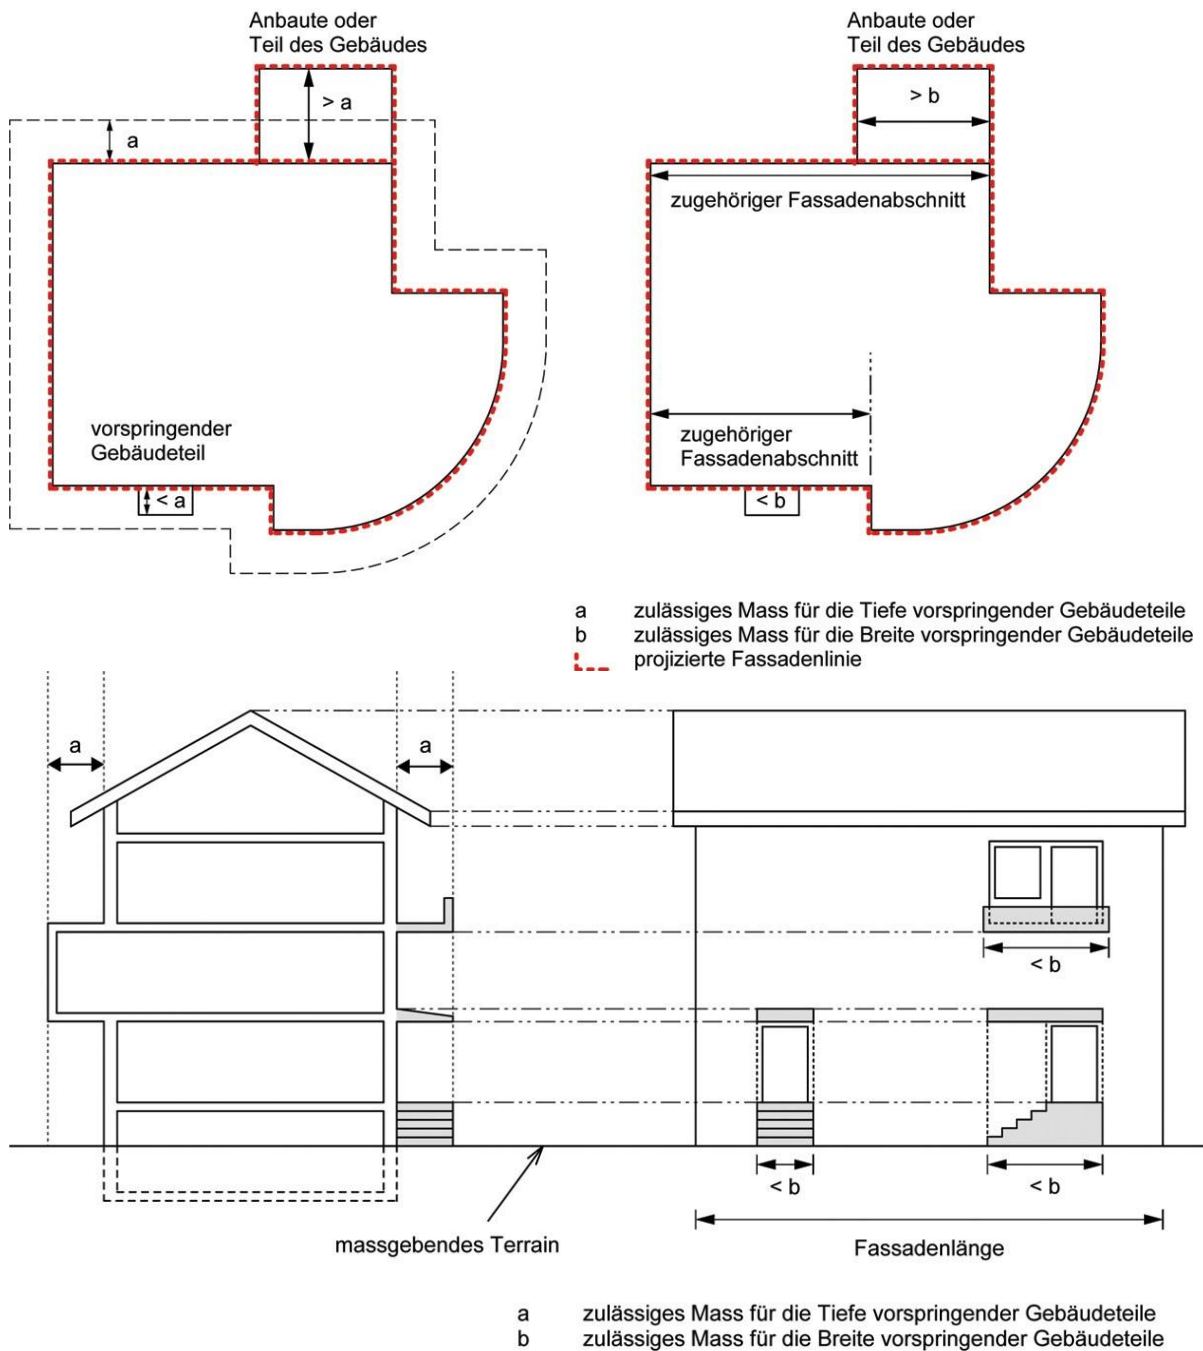 Anbaute oder
Teil des Gebäudes
> a
a
vorspringender
Gebäudeteil
< a
Anbaute oder
Teil des Gebäudes
> b
zugehöriger Fassadenabschnitt
zugehöriger
Fassadenabschnitt
< b
a zulässiges Mass für die Tiefe vorspringender Gebäudeteile
b zulässiges Mass für die Breite vorspringender Gebäudeteile
projizierte Fassadenlinie
a
a
< b
< b
< b
massgebendes Terrain
Fassadenlänge
a zulässiges Mass für die Tiefe vorspringender Gebäudeteile
b zulässiges Mass für die Breite vorspringender Gebäudeteile